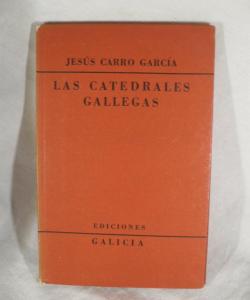 JESÚS CARRO GARCÍA
LAS CATEDRALES
GALLEGAS
EDICIONES
GALICIA